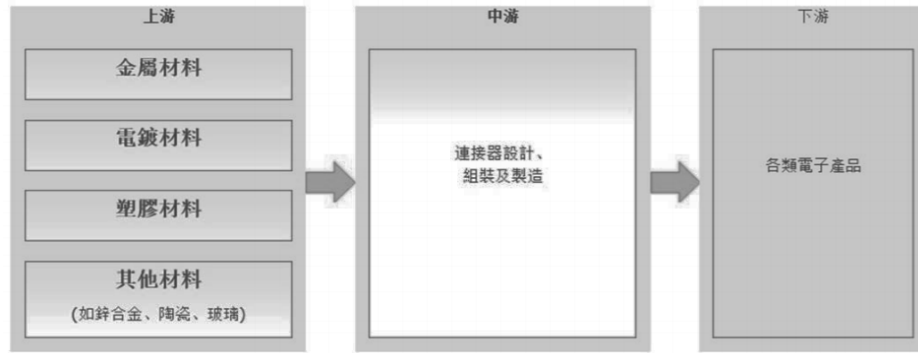 上游
金屬材料
電鍍材料
塑膠材料
其他材料
(如鋅合金、陶瓷、玻璃)
中游
連接器設計、
組裝及製造
下游
各類電子產品